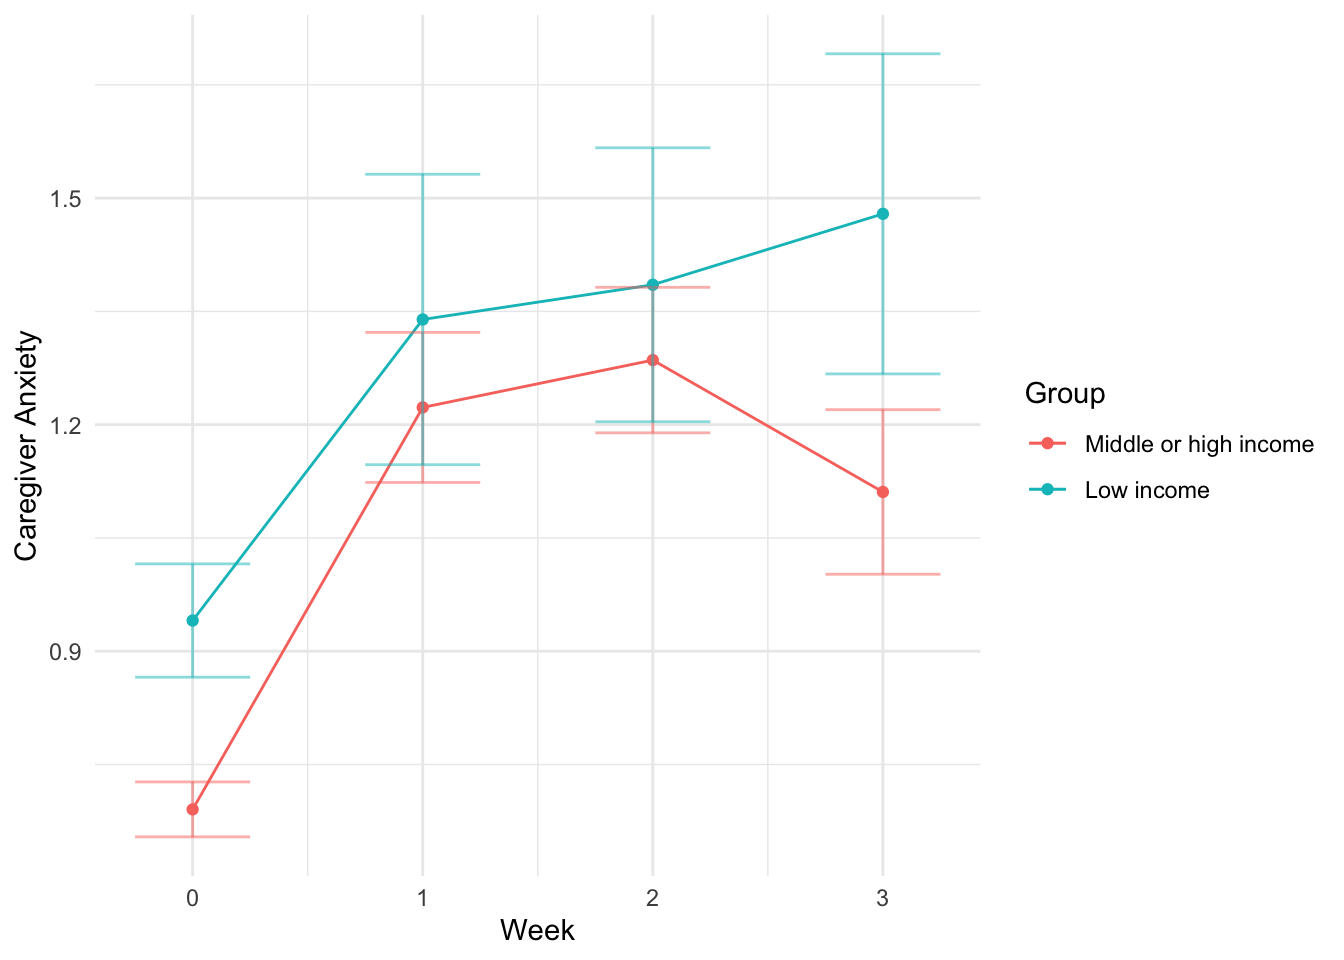 1.5
1.2
0.9
Caregiver Anxiety
0 1 2 3
Week
Group
Middle or high income
Low income